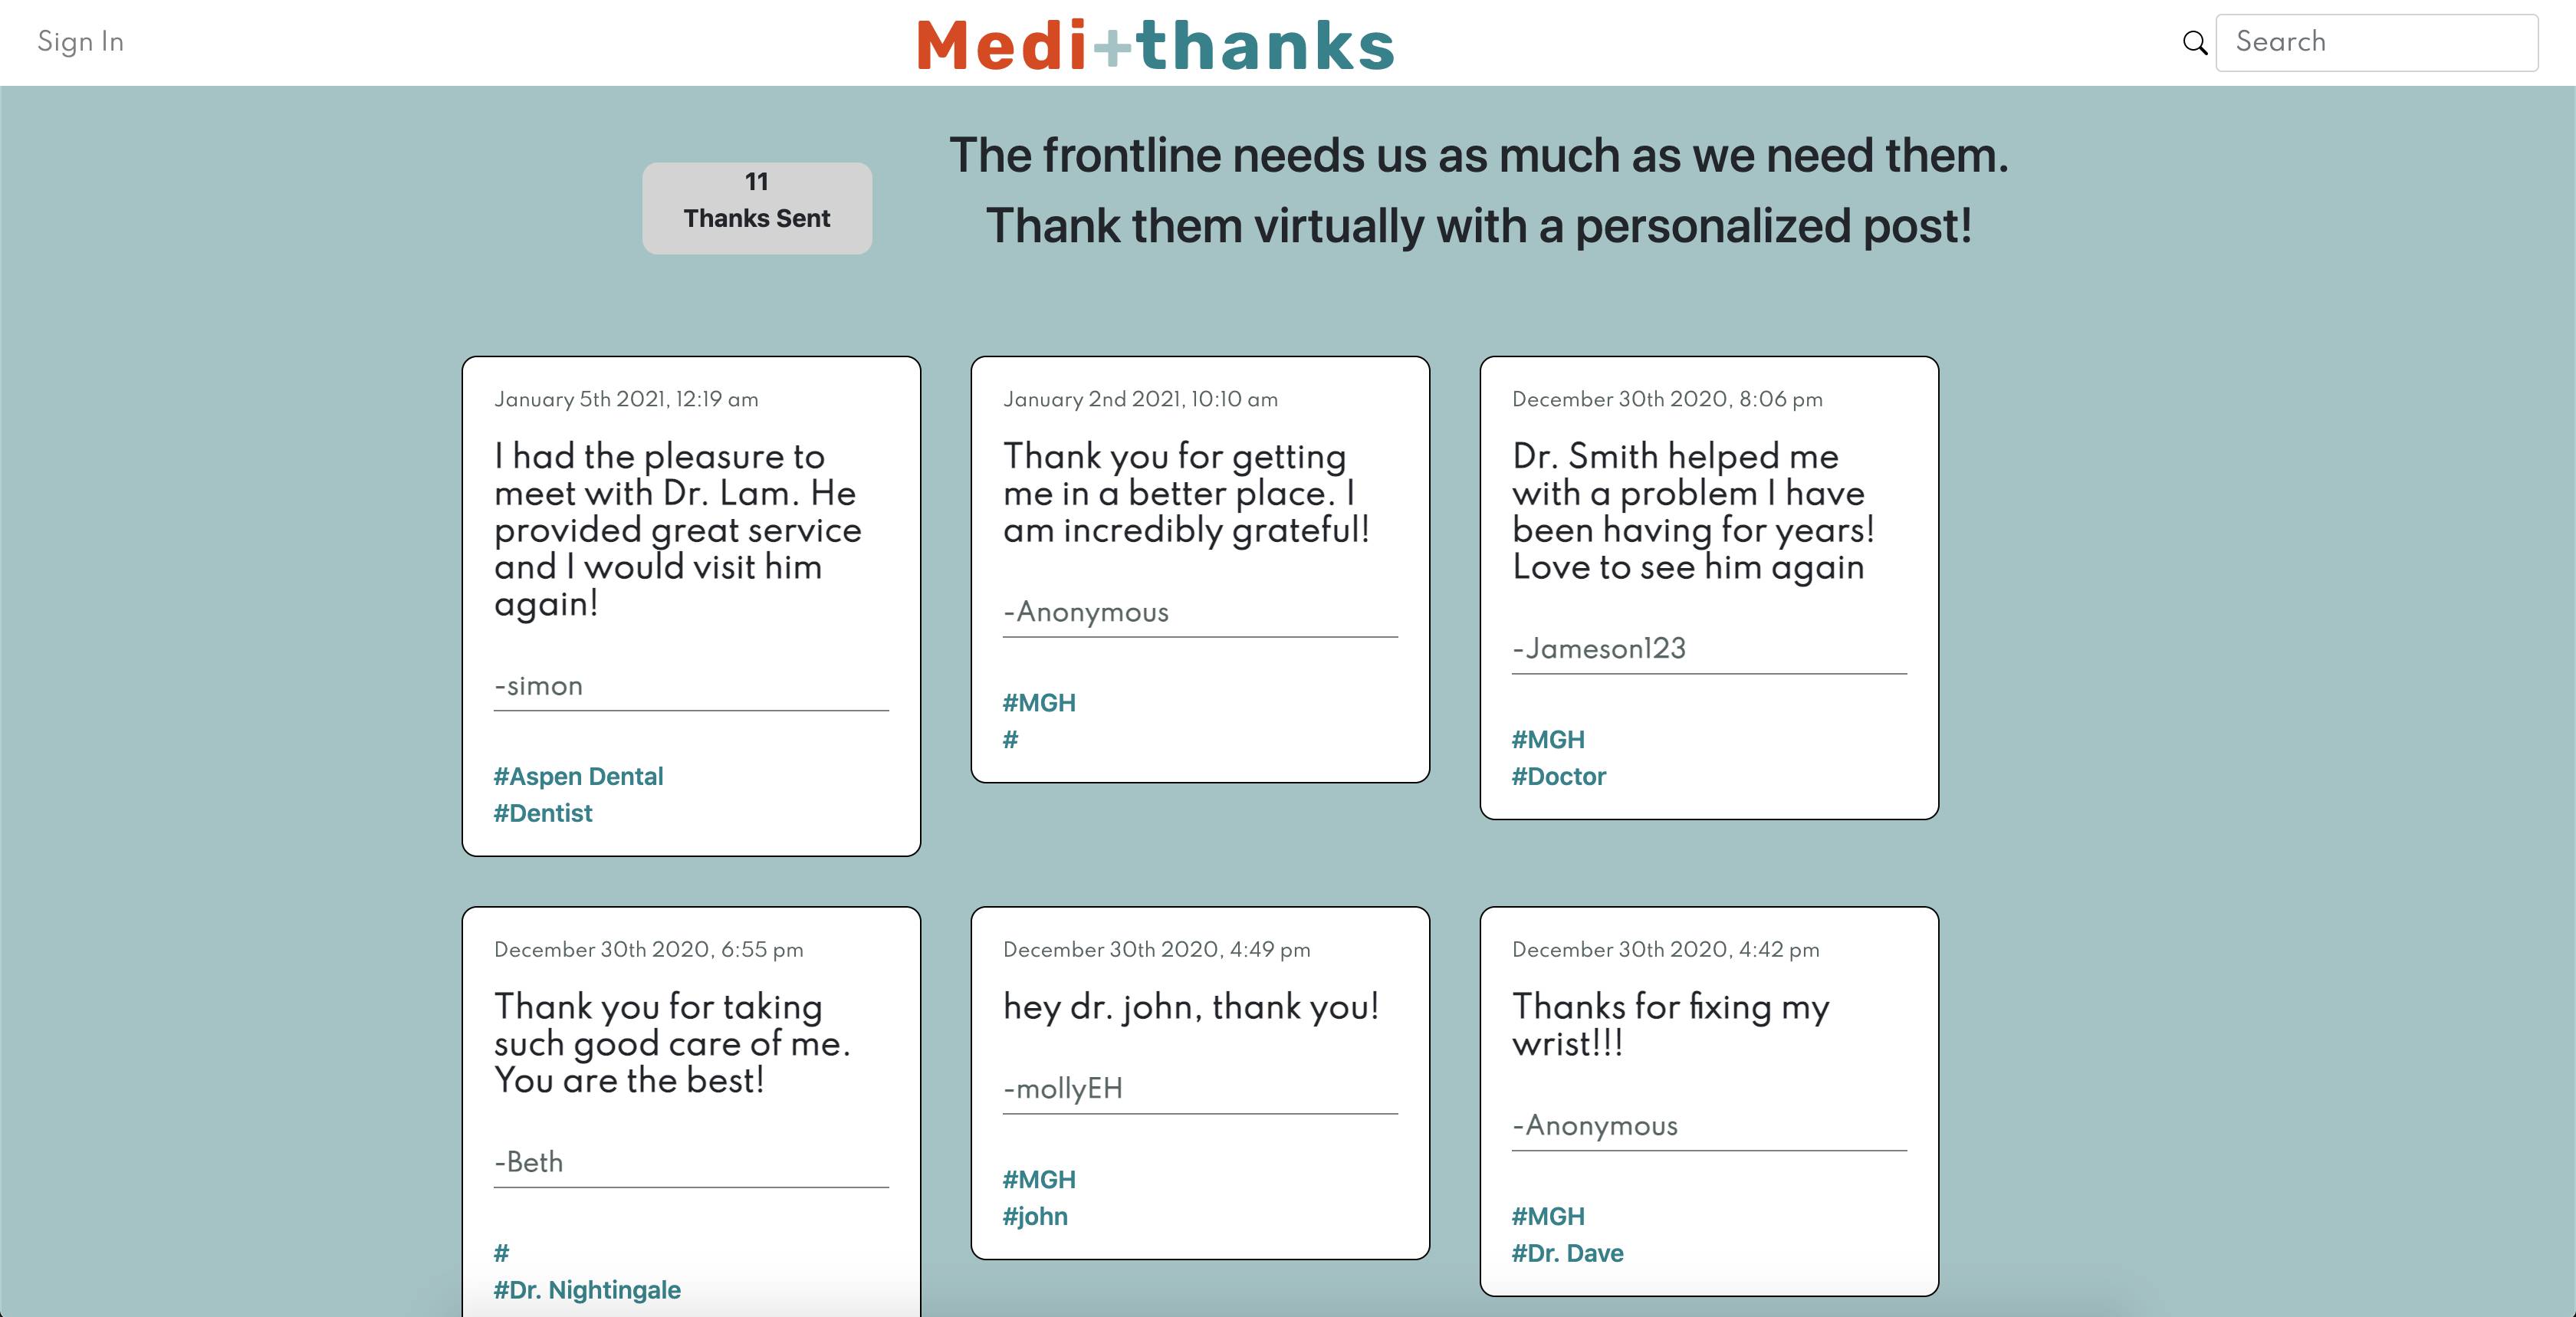 Sign In
Medi+thanks
Search
11
Thanks Sent
The frontline needs us as much as we need them.
Thank them virtually with a personalized post!
January 5th 2021, 12:19 am
I had the pleasure to
meet with Dr. Lam. He
provided great service
and I would visit him
again!
-simon
#Aspen Dental
#Dentist
January 2nd 2021, 10:10 am
Thank you for getting
me in a better place. I
am incredibly grateful!
-Anonymous
#MGH
#
December 30th 2020, 8:06 pm
Dr. Smith helped me
with a problem I have
been having for years!
Love to see him again
-Jameson123
#MGH
#Doctor
December 30th 2020, 6:55 pm
Thank you for taking
such good care of me.
You are the best!
-Beth
#
#Dr. Nightingale
December 30th 2020, 4:49 pm
hey dr. john, thank you!
-mollyEH
#MGH
#john
December 30th 2020, 4:42 pm
Thanks for fixing my
wrist!!!
-Anonymous
#MGH
#Dr. Dave